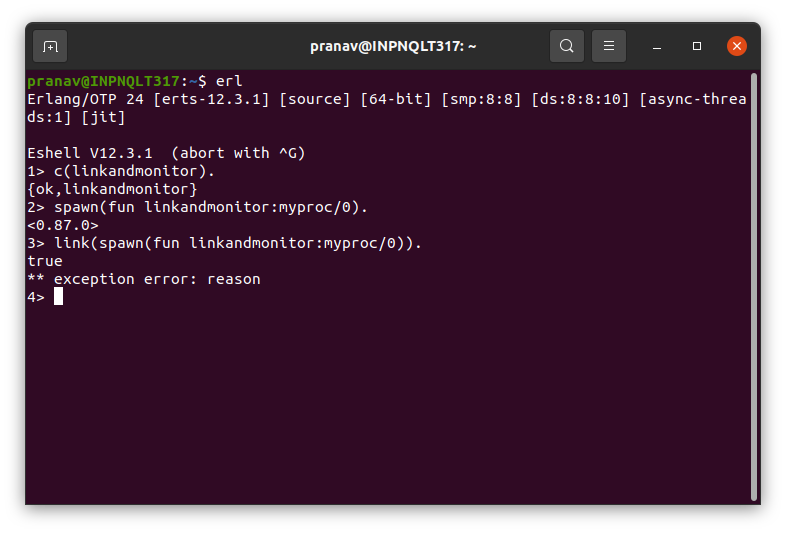 pranav@INPNQLT317: ~
pranav@INPNQLT317:~$ erl
Erlang/OTP 24 [erts-12.3.1] [source] [64-bit] [smp:8:8] [ds:8:8:10] [async-threa
ds:1] [jit]
Eshell V12.3.1  (abort with ^G)
1> c(linkandmonitor).
{ok,linkandmonitor}
2> spawn(fun linkandmonitor:myproc/0).
<0.87.0>
3> link(spawn(fun linkandmonitor:myproc/0)).
true
** exception error: reason
4>